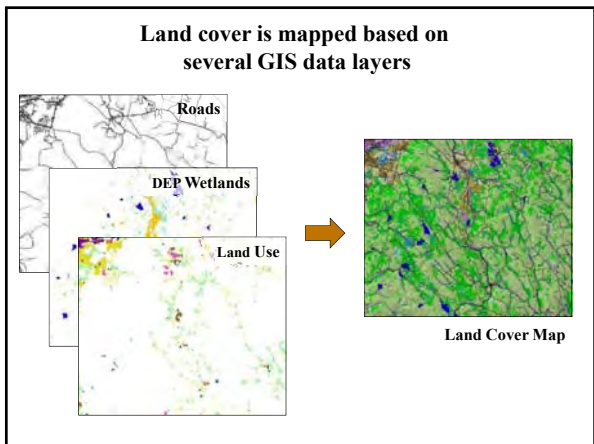 Land cover is mapped based on
several GIS data layers
Roads
DEP Wetlands
Land Use
Land Cover Map